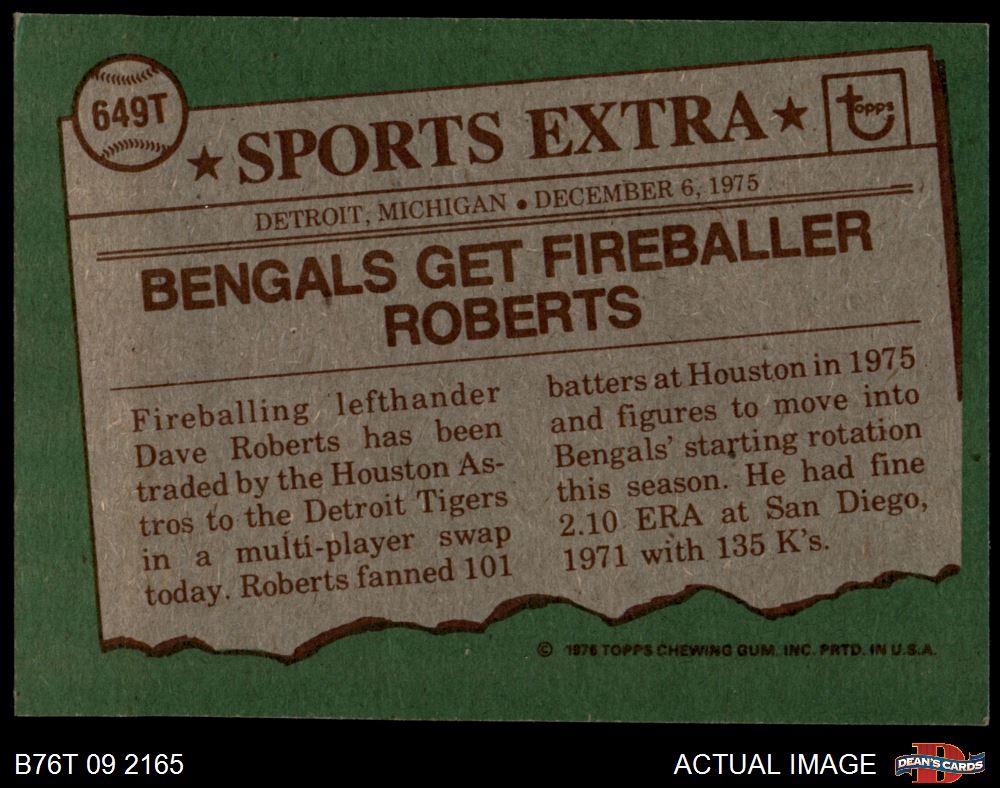 649T
★ SPORTS EXTRA ★
topps
DETROIT, MICHIGAN • DECEMBER 6, 1975
BENGALS GET FIREBALLER
ROBERTS
Fireballing lefthander
Dave Roberts has been
traded by the Houston As-
tros to the Detroit Tigers
in a multi-player swap
today. Roberts fanned 101
batters at Houston in 1975
and figures to move into
Bengals' starting rotation
this season. He had fine
2.10 ERA at San Diego,
1971 with 135 K's.
© 1976 TOPPS CHEWING GUM, INC. PRTD. IN U.S.A.
B76T 09 2165
ACTUAL IMAGE
DEAN'S CARDS